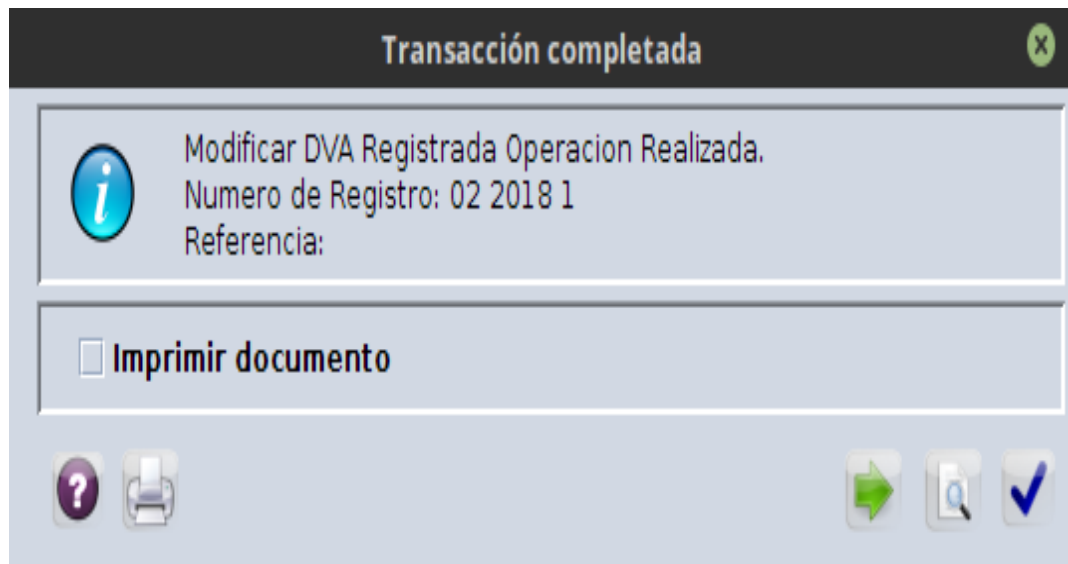 Transacción completada
Modificar DVA Registrada Operacion Realizada.
Numero de Registro: 02 2018 1
Referencia:
Imprimir documento